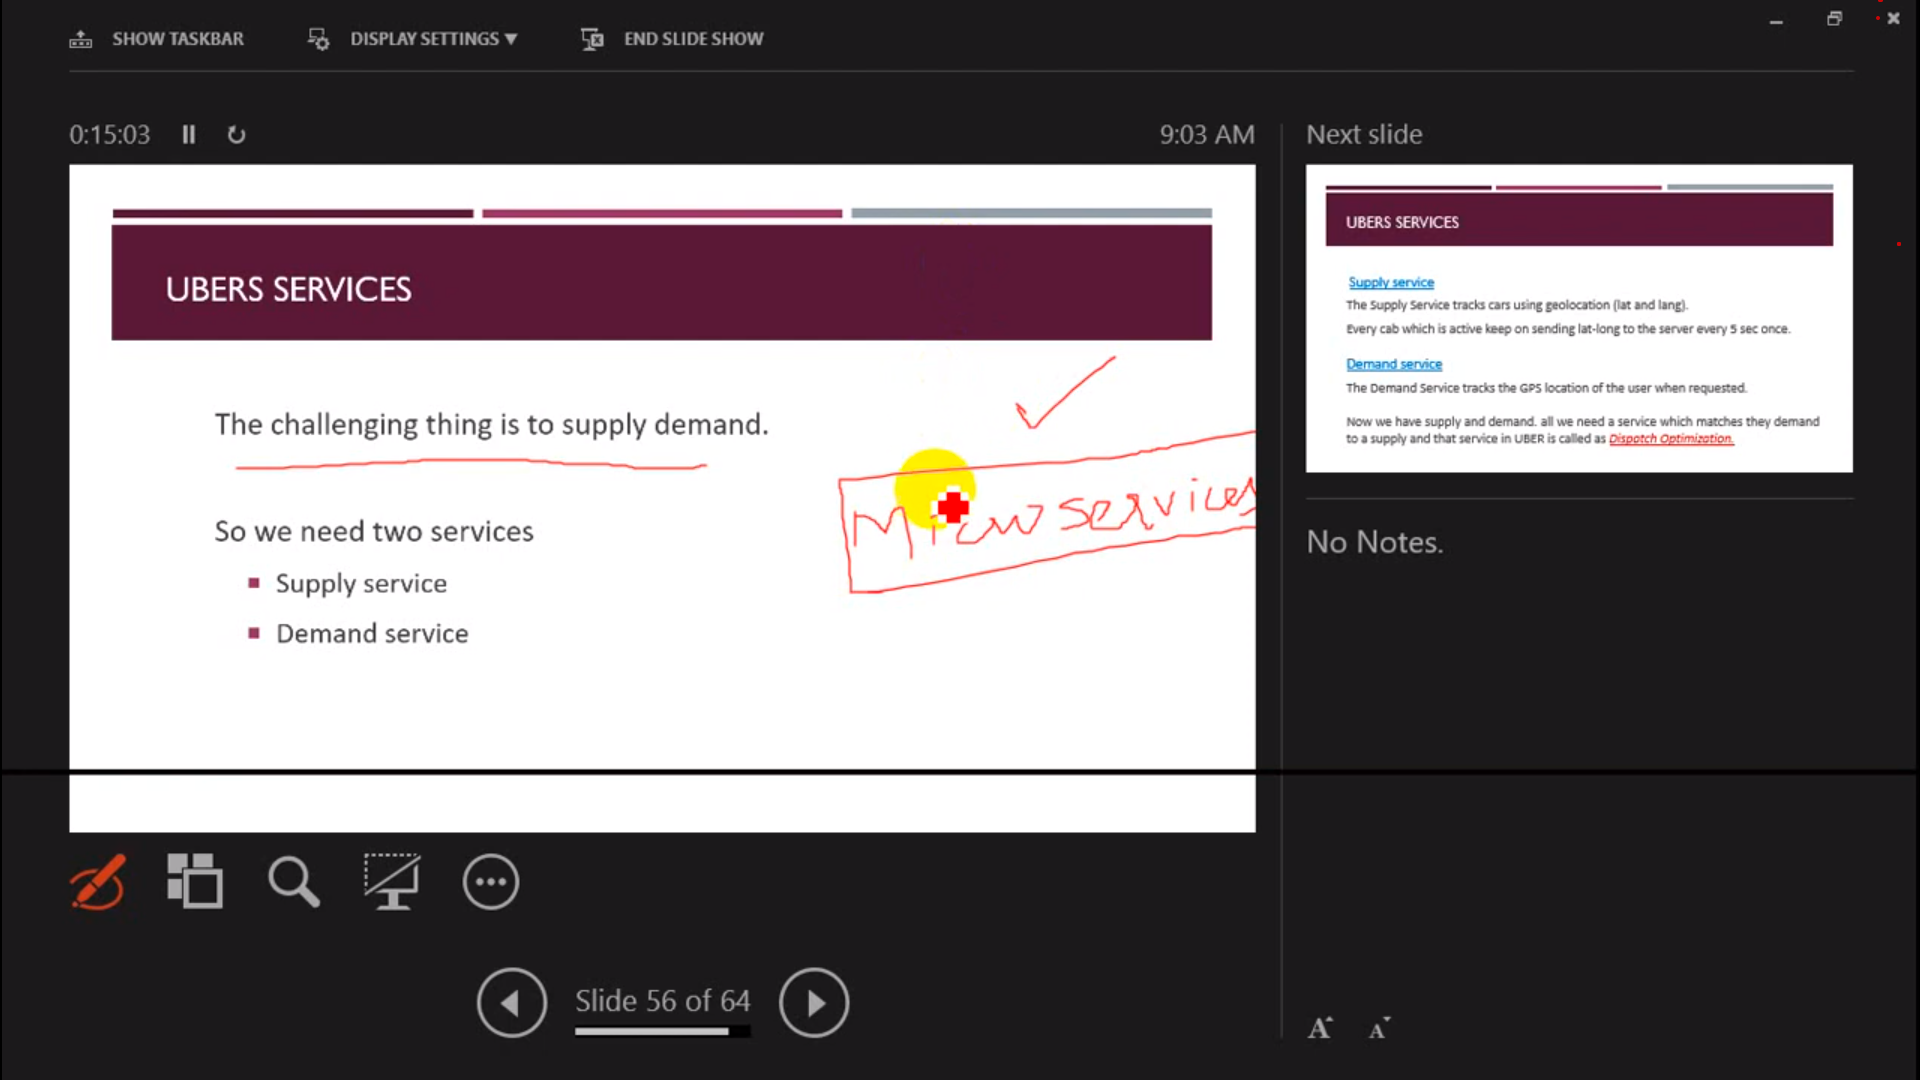 SHOW TASKBAR DISPLAY SETTINGS ▼ END SLIDE SHOW
0:15:03 9:03 AM
UBERS SERVICES
The challenging thing is to supply demand.
Microservices
So we need two services
Supply service
Demand service
Slide 56 of 64
Next slide
UBERS SERVICES
Supply service
The Supply Service tracks cars using geolocation (lat and lang).
Every cab which is active keep on sending lat-long to the server every 5 sec once.
Demand service
The Demand Service tracks the GPS location of the user when requested.
Now we have supply and demand. all we need a service which matches they demand
to a supply and that service in UBER is called as Dispatch Optimization.
No Notes.
A A